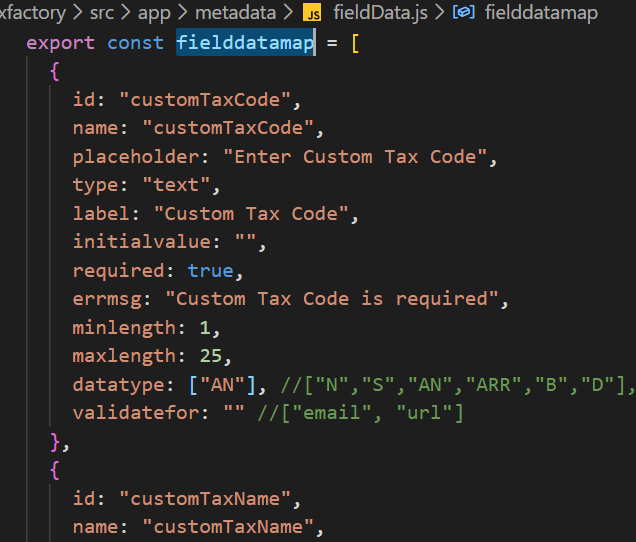 xfactory > src > app > metadata > JS fieldData.js > fielddatamap
export const fielddatamap = [
{
id: "customTaxCode",
name: "customTaxCode",
placeholder: "Enter Custom Tax Code",
type: "text",
label: "Custom Tax Code",
initialvalue: "",
required: true,
errmsg: "Custom Tax Code is required",
minlength: 1,
maxlength: 25,
datatype: ["AN"], //["N","S","AN","ARR","B","D"],
validatefor: "" //["email", "url"]
},
{
id: "customTaxName",
name: "customTaxName",